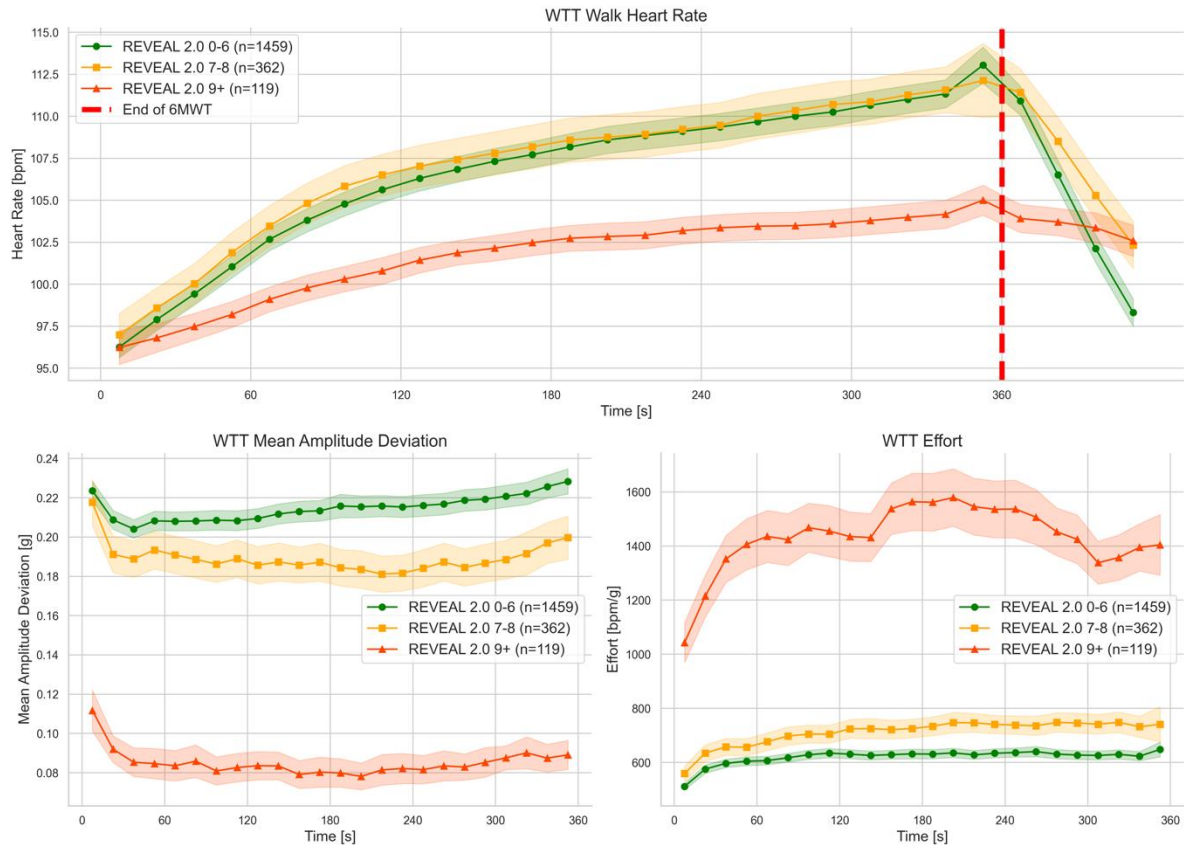 WTT Walk Heart Rate
115.0
112.5
110.0
107.5
105.0
102.5
100.0
97.5
95.0
Heart Rate [bpm]
REVEAL 2.0 0-6 (n=1459)
REVEAL 2.0 7-8 (n=362)
REVEAL 2.0 9+ (n=119)
End of 6MWT
0 60 120 180 240 300 360
Time [s]
WTT Mean Amplitude Deviation
0.24
0.22
0.20
0.18
0.16
0.14
0.12
0.10
0.08
Mean Amplitude Deviation [g]
REVEAL 2.0 0-6 (n=1459)
REVEAL 2.0 7-8 (n=362)
REVEAL 2.0 9+ (n=119)
0 60 120 180 240 300 360
Time [s]
WTT Effort
1600
1400
1200
1000
800
600
Effort [bpm/g]
REVEAL 2.0 0-6 (n=1459)
REVEAL 2.0 7-8 (n=362)
REVEAL 2.0 9+ (n=119)
0 60 120 180 240 300 360
Time [s]